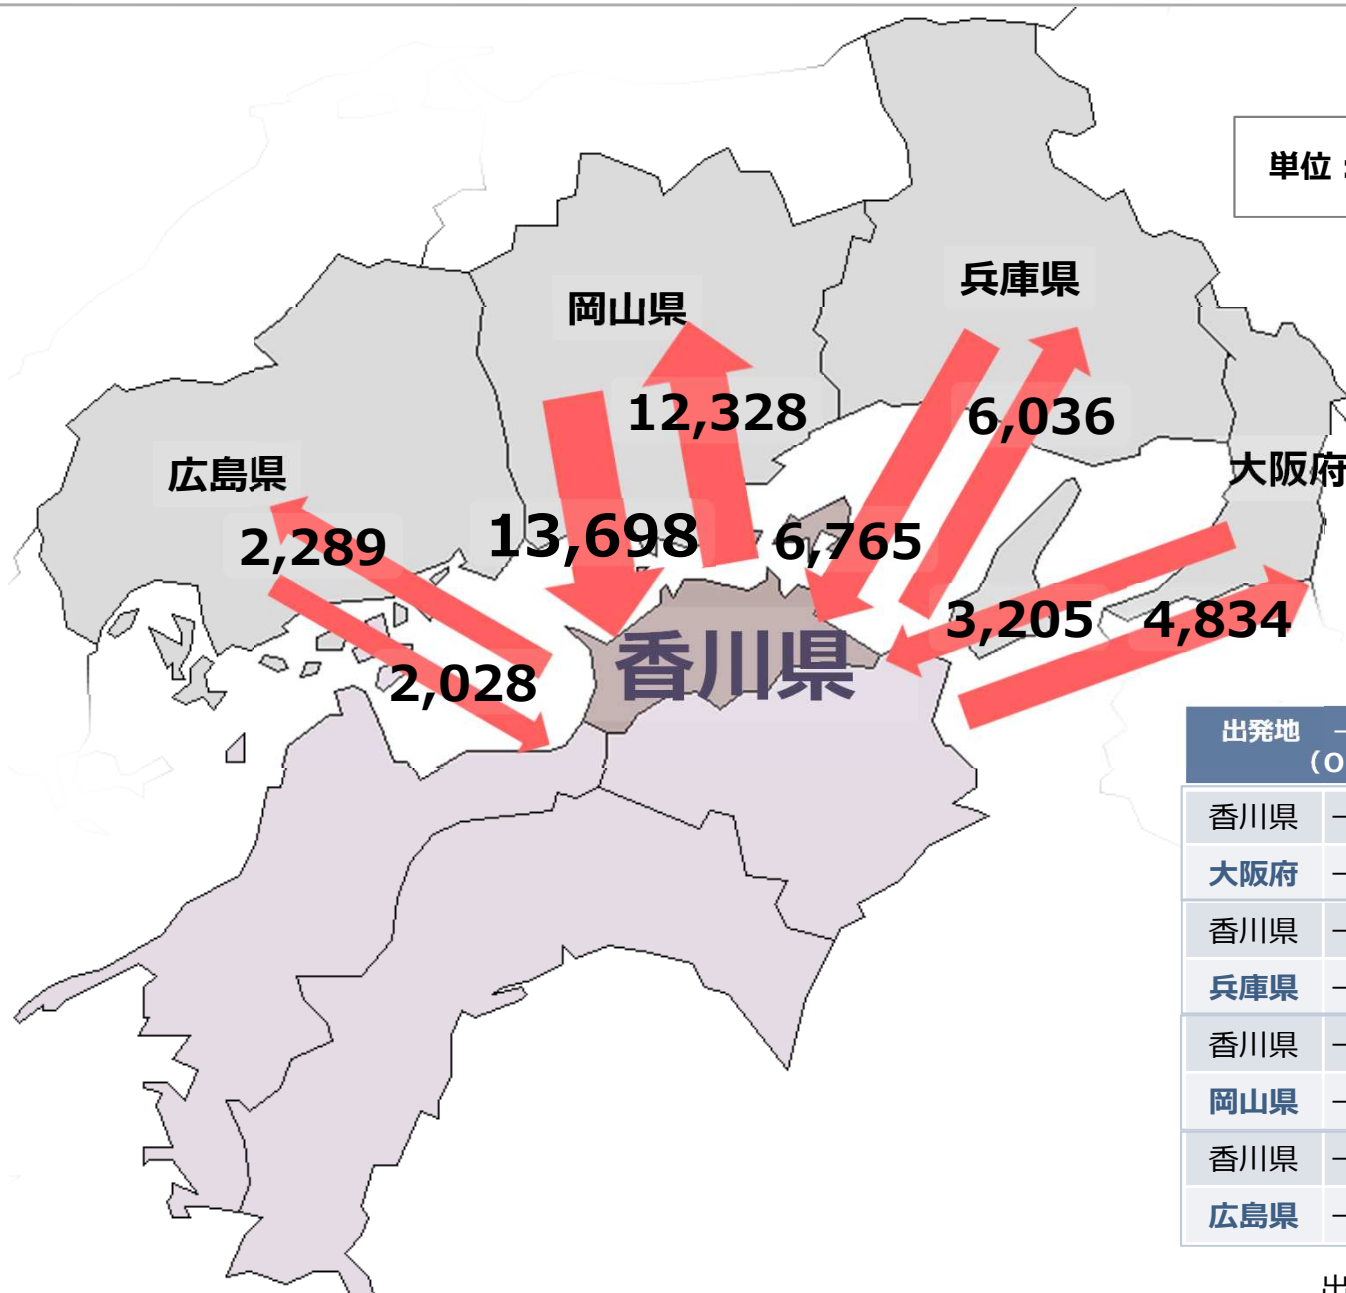 単位：
兵庫県
岡山県
12,328
6,036
広島県
大阪府
2,289
13,698
6,765
3,205
4,834
2,028
香川県
出発地
（O
香川県
大阪府
香川県
兵庫県
香川県
岡山県
香川県
広島県